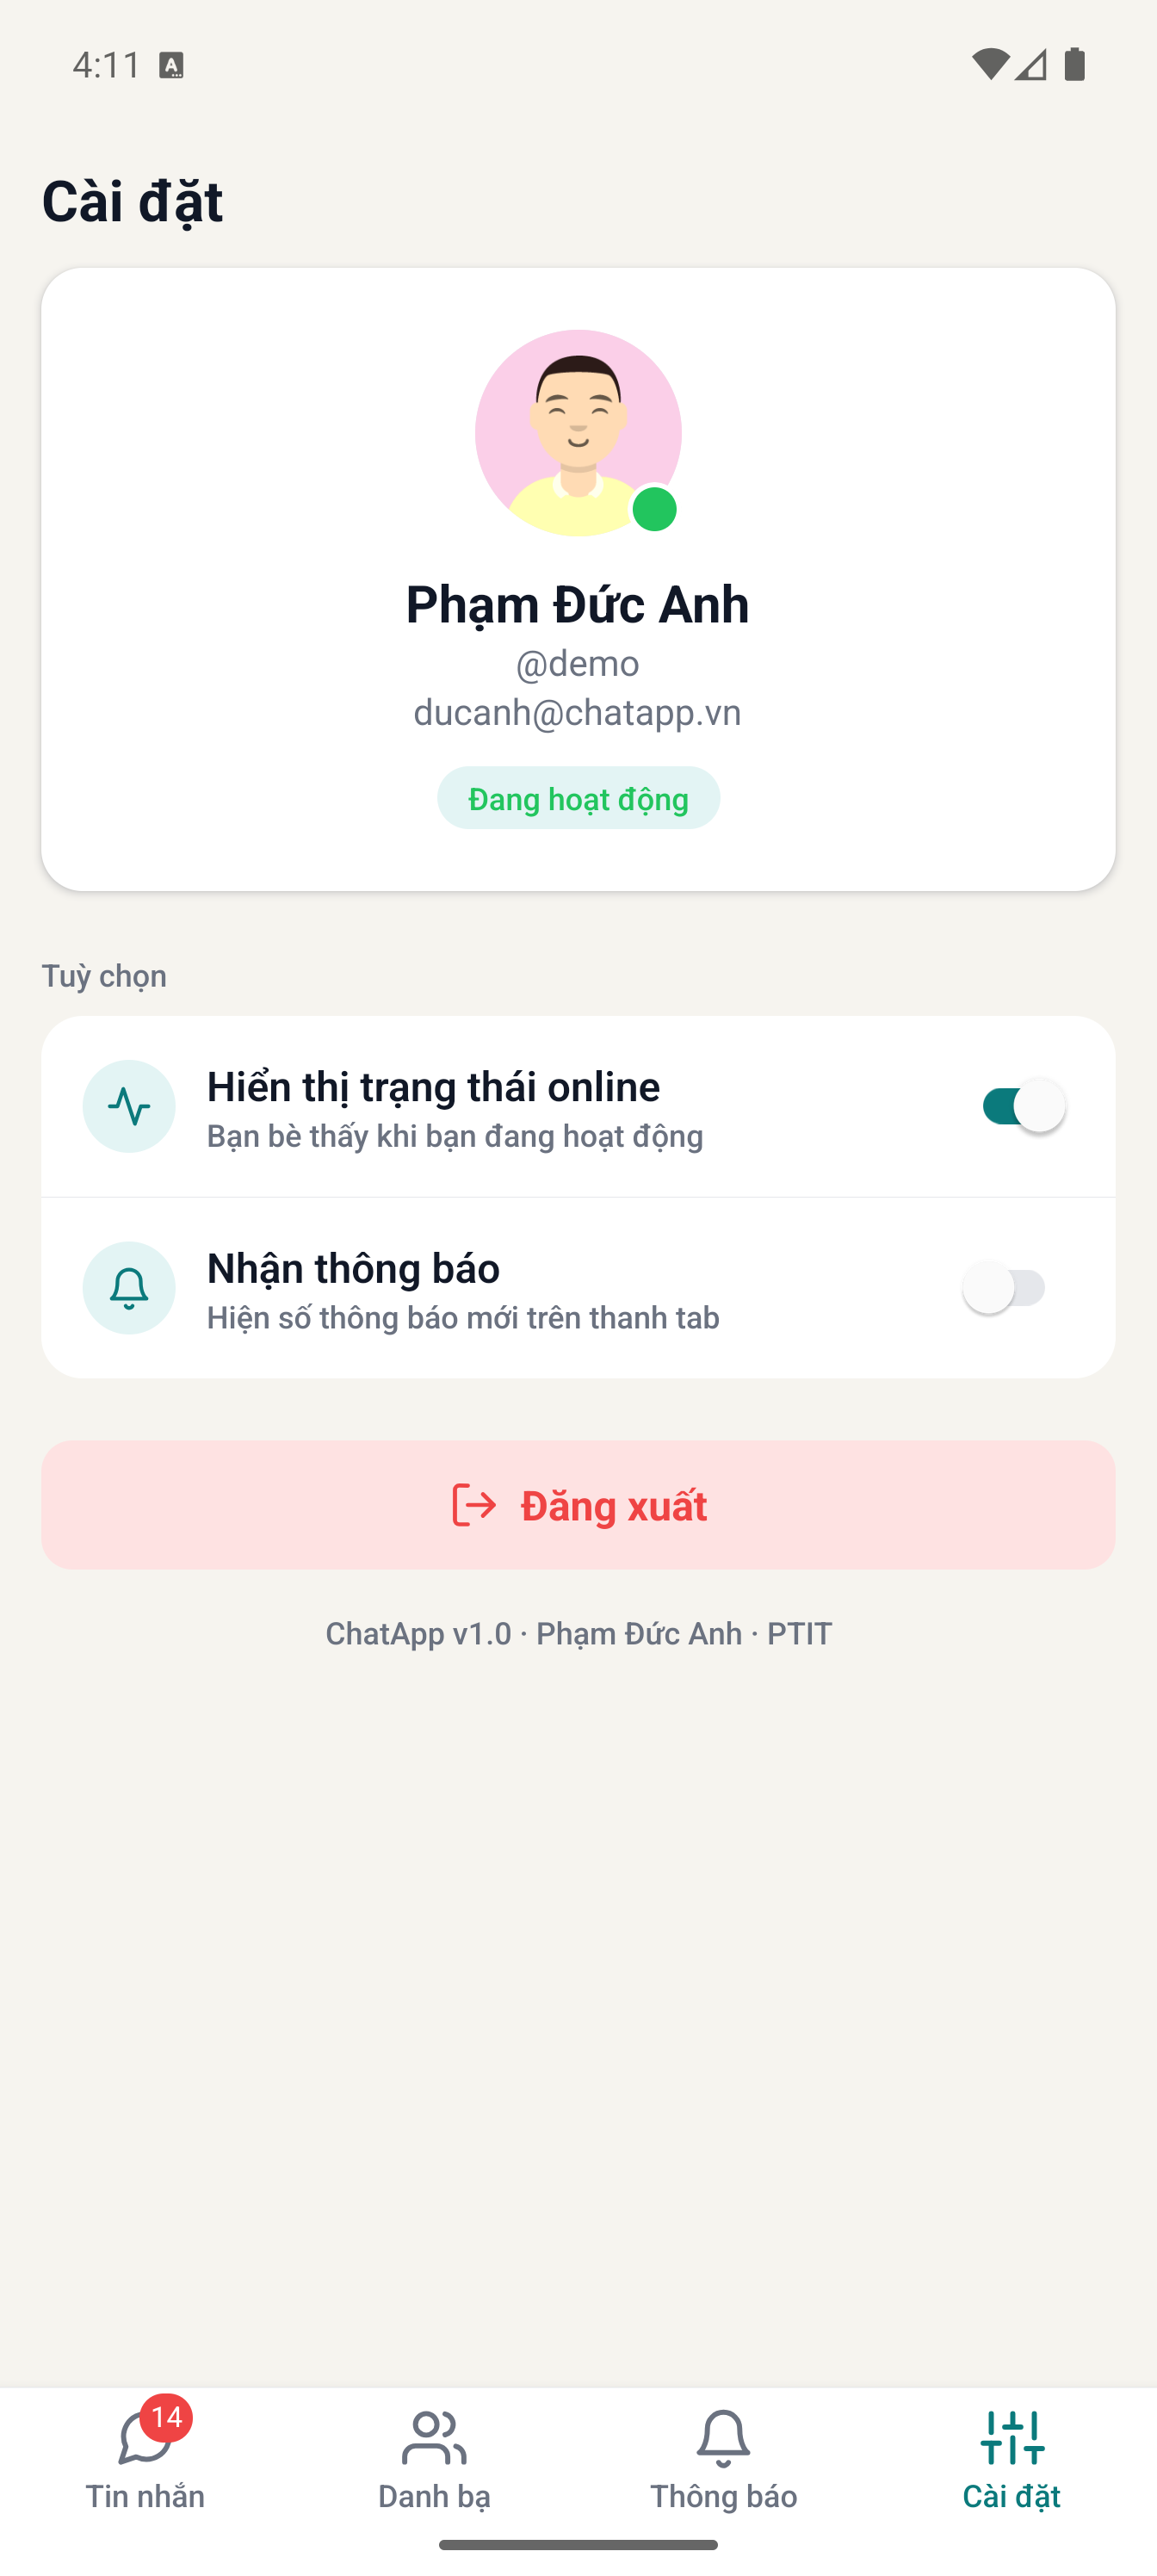 4:11
Cài đặt
Phạm Đức Anh
@demo
ducanh@chatapp.vn
Đang hoạt động
Tuỳ chọn
Hiển thị trạng thái online
Bạn bè thấy khi bạn đang hoạt động
Nhận thông báo
Hiện số thông báo mới trên thanh tab
Đăng xuất
ChatApp v1.0 · Phạm Đức Anh · PTIT
14
Tin nhắn
Danh bạ
Thông báo
Cài đặt